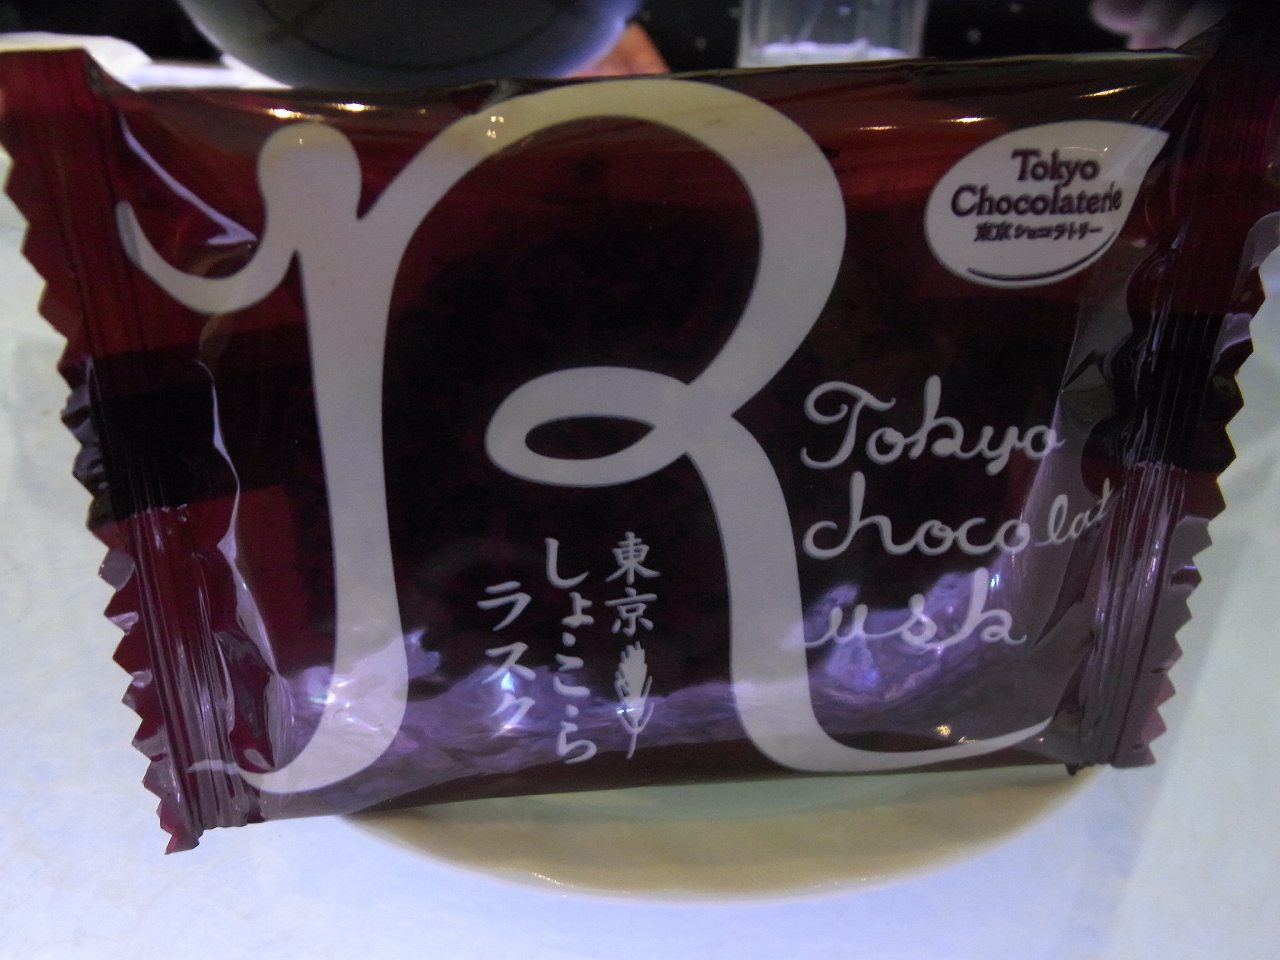 R
Tokyo
Chocolaterie
東京ショコラトリー
Tokyo
chocolat
usk
東京
しょこら
ラスク